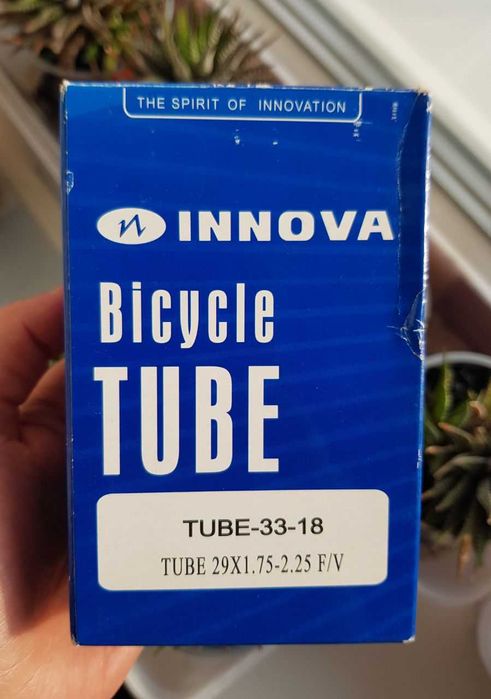 THE SPIRIT OF INNOVATION
INNOVA
Bicycle
TUBE
TUBE-33-18
TUBE 29X1.75-2.25 F/V